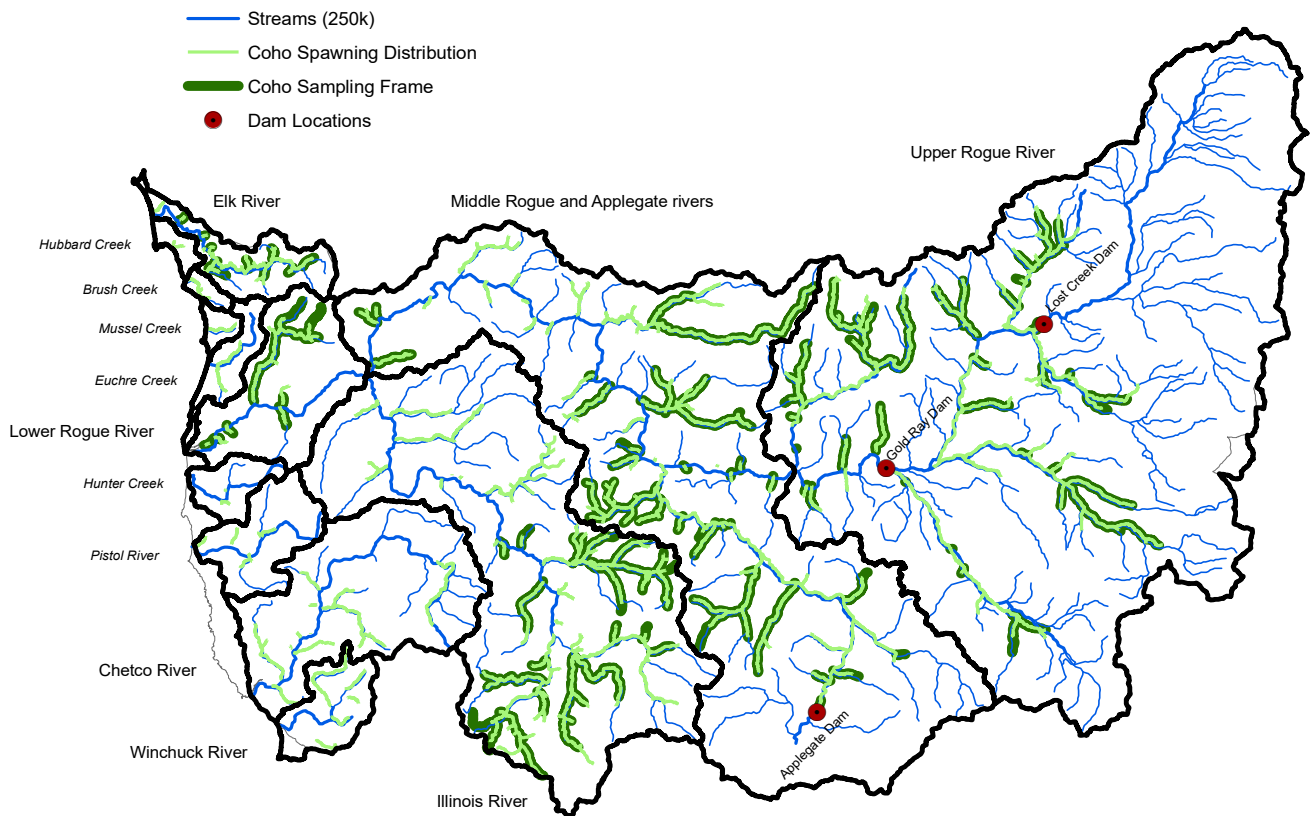 Streams (250k)
Coho Spawning Distribution
Coho Sampling Frame
Dam Locations
Upper Rogue River
Elk River
Middle Rogue and Applegate rivers
Hubbard Creek
Brush Creek
Mussel Creek
Euchre Creek
Lower Rogue River
Hunter Creek
Pistol River
Chetco River
Winchuck River
Illinois River
Lost Creek Dam
Gold Ray Dam
Applegate Dam